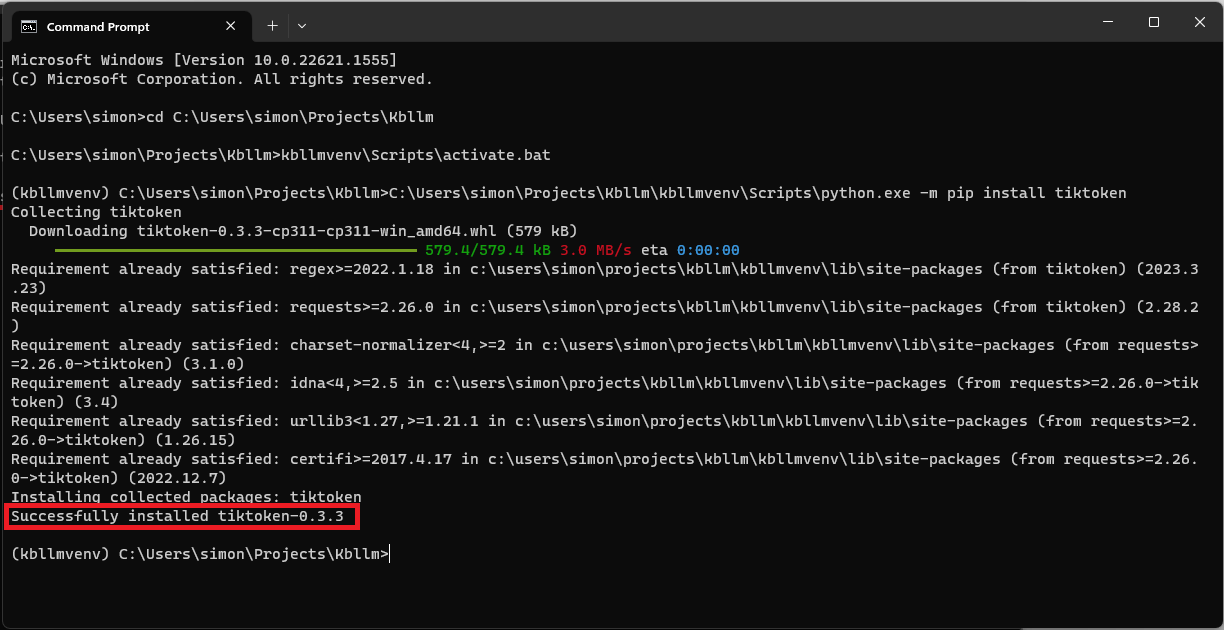 Command Prompt
Microsoft Windows [Version 10.0.22621.1555]
(c) Microsoft Corporation. All rights reserved.
C:\Users\simon>cd C:\Users\simon\Projects\Kbllm
C:\Users\simon\Projects\Kbllm>kbllmvenv\Scripts\activate.bat
(kbllmvenv) C:\Users\simon\Projects\Kbllm>C:\Users\simon\Projects\Kbllm\kbllmvenv\Scripts\python.exe -m pip install tiktoken
Collecting tiktoken
Downloading tiktoken-0.3.3-cp311-cp311-win_amd64.whl (579 kB)
579.4/579.4 kB 3.0 MB/s eta 0:00:00
Requirement already satisfied: regex>=2022.1.18 in c:\users\simon\projects\kbllm\kbllmvenv\lib\site-packages (from tiktoken) (2023.3
.23)
Requirement already satisfied: requests>=2.26.0 in c:\users\simon\projects\kbllm\kbllmvenv\lib\site-packages (from tiktoken) (2.28.2
)
Requirement already satisfied: charset-normalizer<4,>=2 in c:\users\simon\projects\kbllm\kbllmvenv\lib\site-packages (from requests>
=2.26.0->tiktoken) (3.1.0)
Requirement already satisfied: idna<4,>=2.5 in c:\users\simon\projects\kbllm\kbllmvenv\lib\site-packages (from requests>=2.26.0->tik
token) (3.4)
Requirement already satisfied: urllib3<1.27,>=1.21.1 in c:\users\simon\projects\kbllm\kbllmvenv\lib\site-packages (from requests>=2.
26.0->tiktoken) (1.26.15)
Requirement already satisfied: certifi>=2017.4.17 in c:\users\simon\projects\kbllm\kbllmvenv\lib\site-packages (from requests>=2.26.
0->tiktoken) (2022.12.7)
Installing collected packages: tiktoken
Successfully installed tiktoken-0.3.3
(kbllmvenv) C:\Users\simon\Projects\Kbllm>